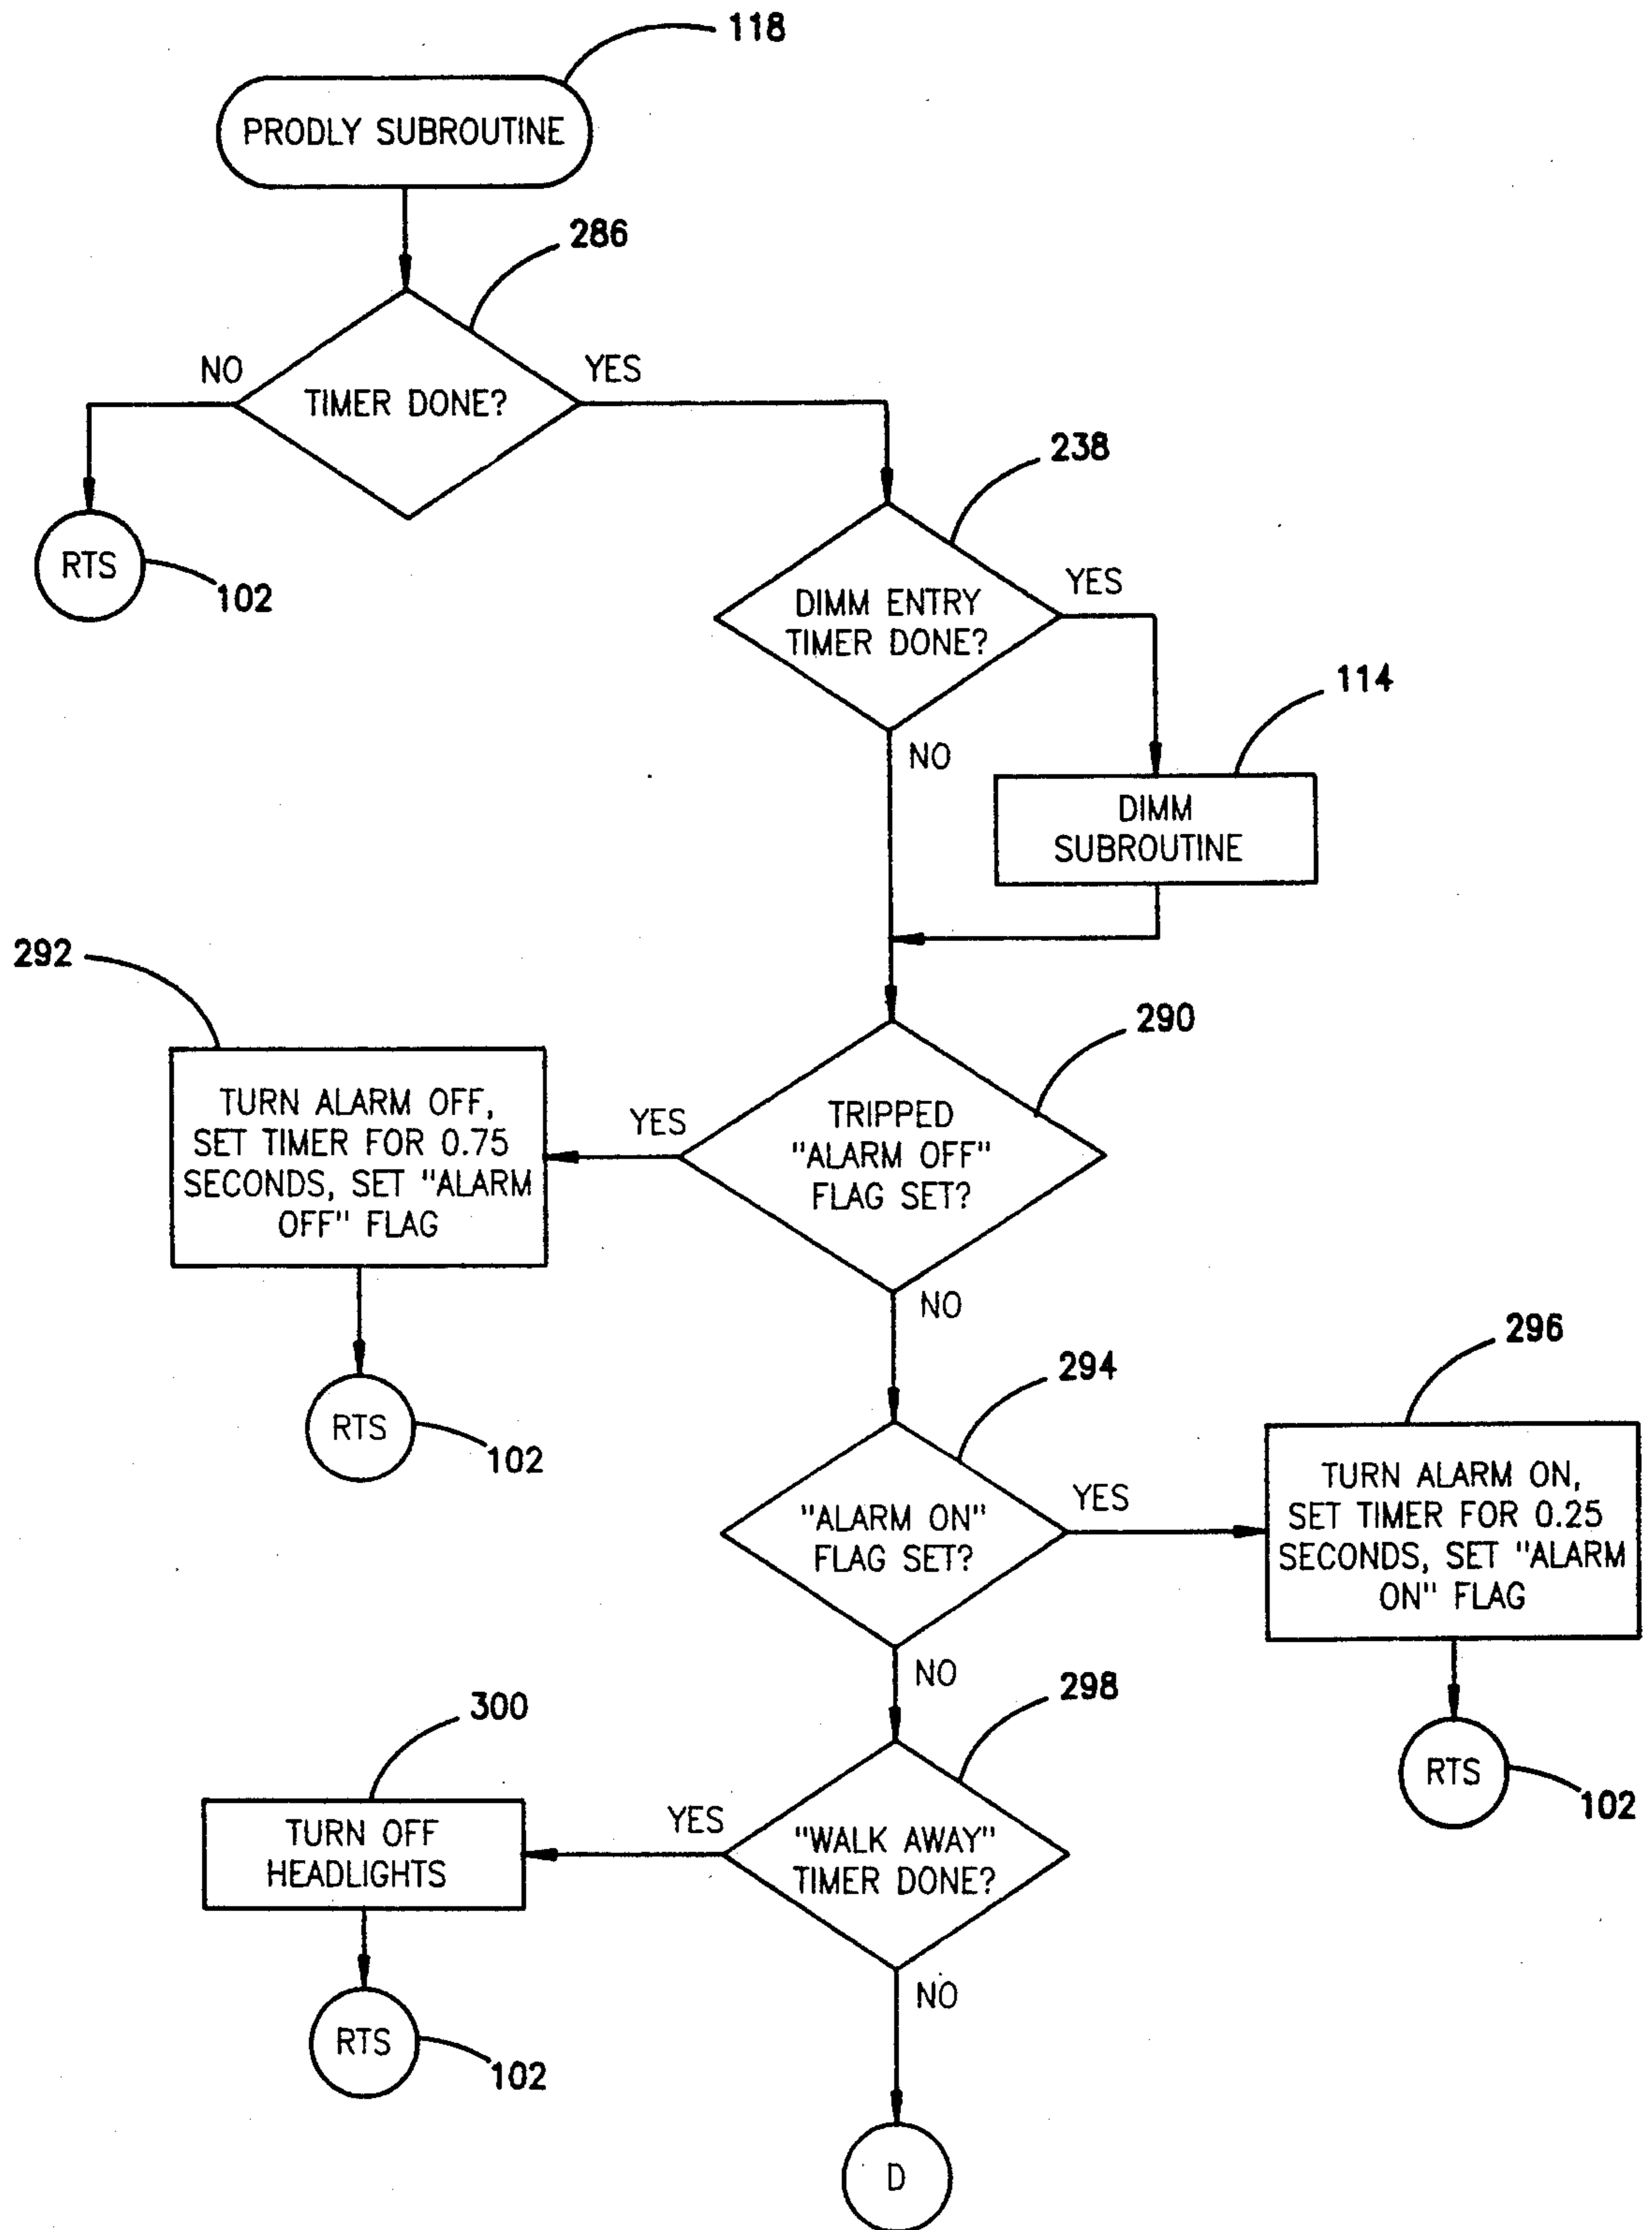 118
PRODLY SUBROUTINE
286
NO
YES
TIMER DONE?
238
RTS
102
YES
DIMM ENTRY
TIMER DONE?
114
NO
DIMM
SUBROUTINE
292
290
TURN ALARM OFF,
SET TIMER FOR 0.75
SECONDS, SET "ALARM
OFF" FLAG
YES
TRIPPED
"ALARM OFF"
FLAG SET?
NO
294
296
RTS
102
"ALARM ON"
FLAG SET?
YES
TURN ALARM ON,
SET TIMER FOR 0.25
SECONDS, SET "ALARM
ON" FLAG
NO
298
300
RTS
102
TURN OFF
HEADLIGHTS
YES
"WALK AWAY"
TIMER DONE?
NO
RTS
102
D